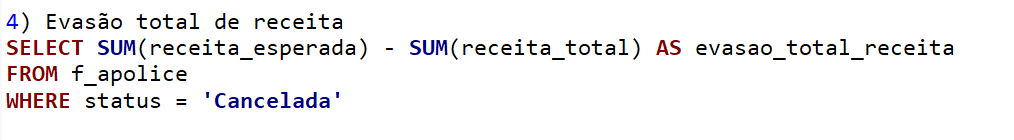 4) Evasão total de receita
SELECT SUM(receita_esperada) - SUM(receita_total) AS evasao_total_receita
FROM f_apolice
WHERE status = 'Cancelada'